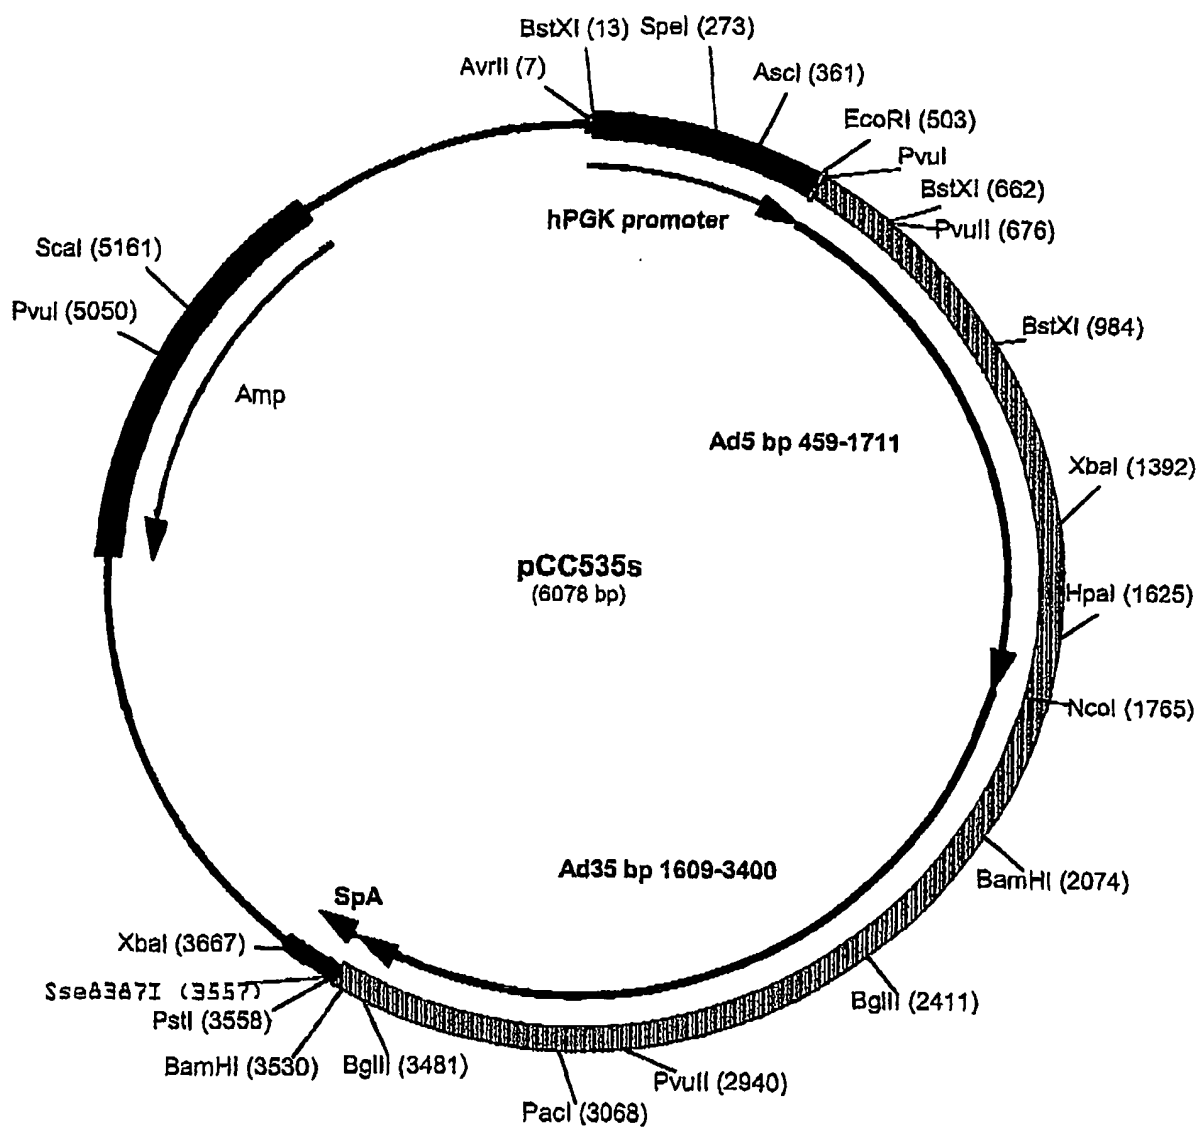 BstXI (13)
SpeI (273)
AvrII (7)
AscI (361)
EcoRI (503)
PvuI
BstXI (662)
PvuII (676)
hPGK promoter
ScaI (5161)
PvuI (5050)
BstXI (984)
Amp
Ad5 bp 459-1711
XbaI (1392)
pCC535s
(6078 bp)
HpaI (1625)
NcoI (1765)
Ad35 bp 1609-3400
BamHI (2074)
SpA
XbaI (3667)
Sse8387I (3557)
PstI (3558)
BglII (2411)
BamHI (3530)
BglII (3481)
PvuII (2940)
PacI (3068)